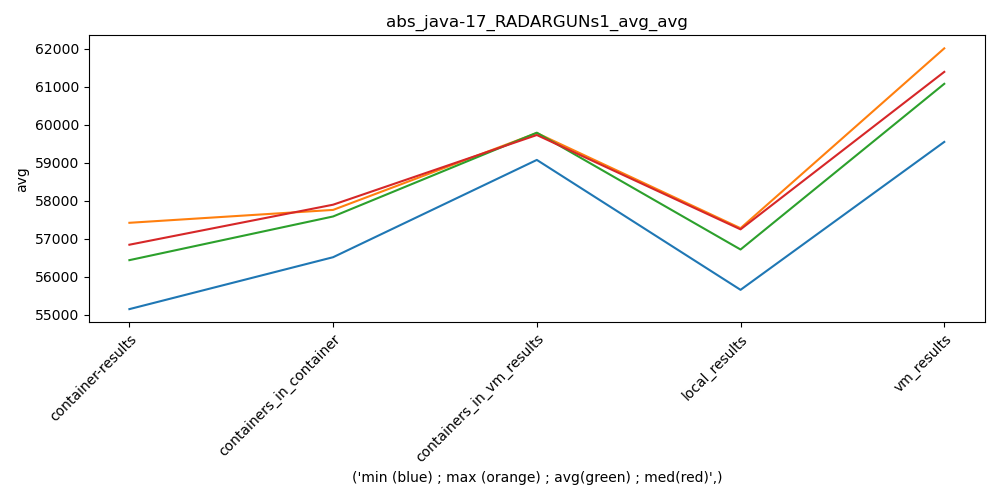 abs_java-17_RADARGUNs1_avg_avg
62000
61000
60000
59000
58000
57000
56000
55000
avg
container-results
containers_in_container
containers_in_vm_results
local_results
vm_results
('min (blue) ; max (orange) ; avg(green) ; med(red)',)